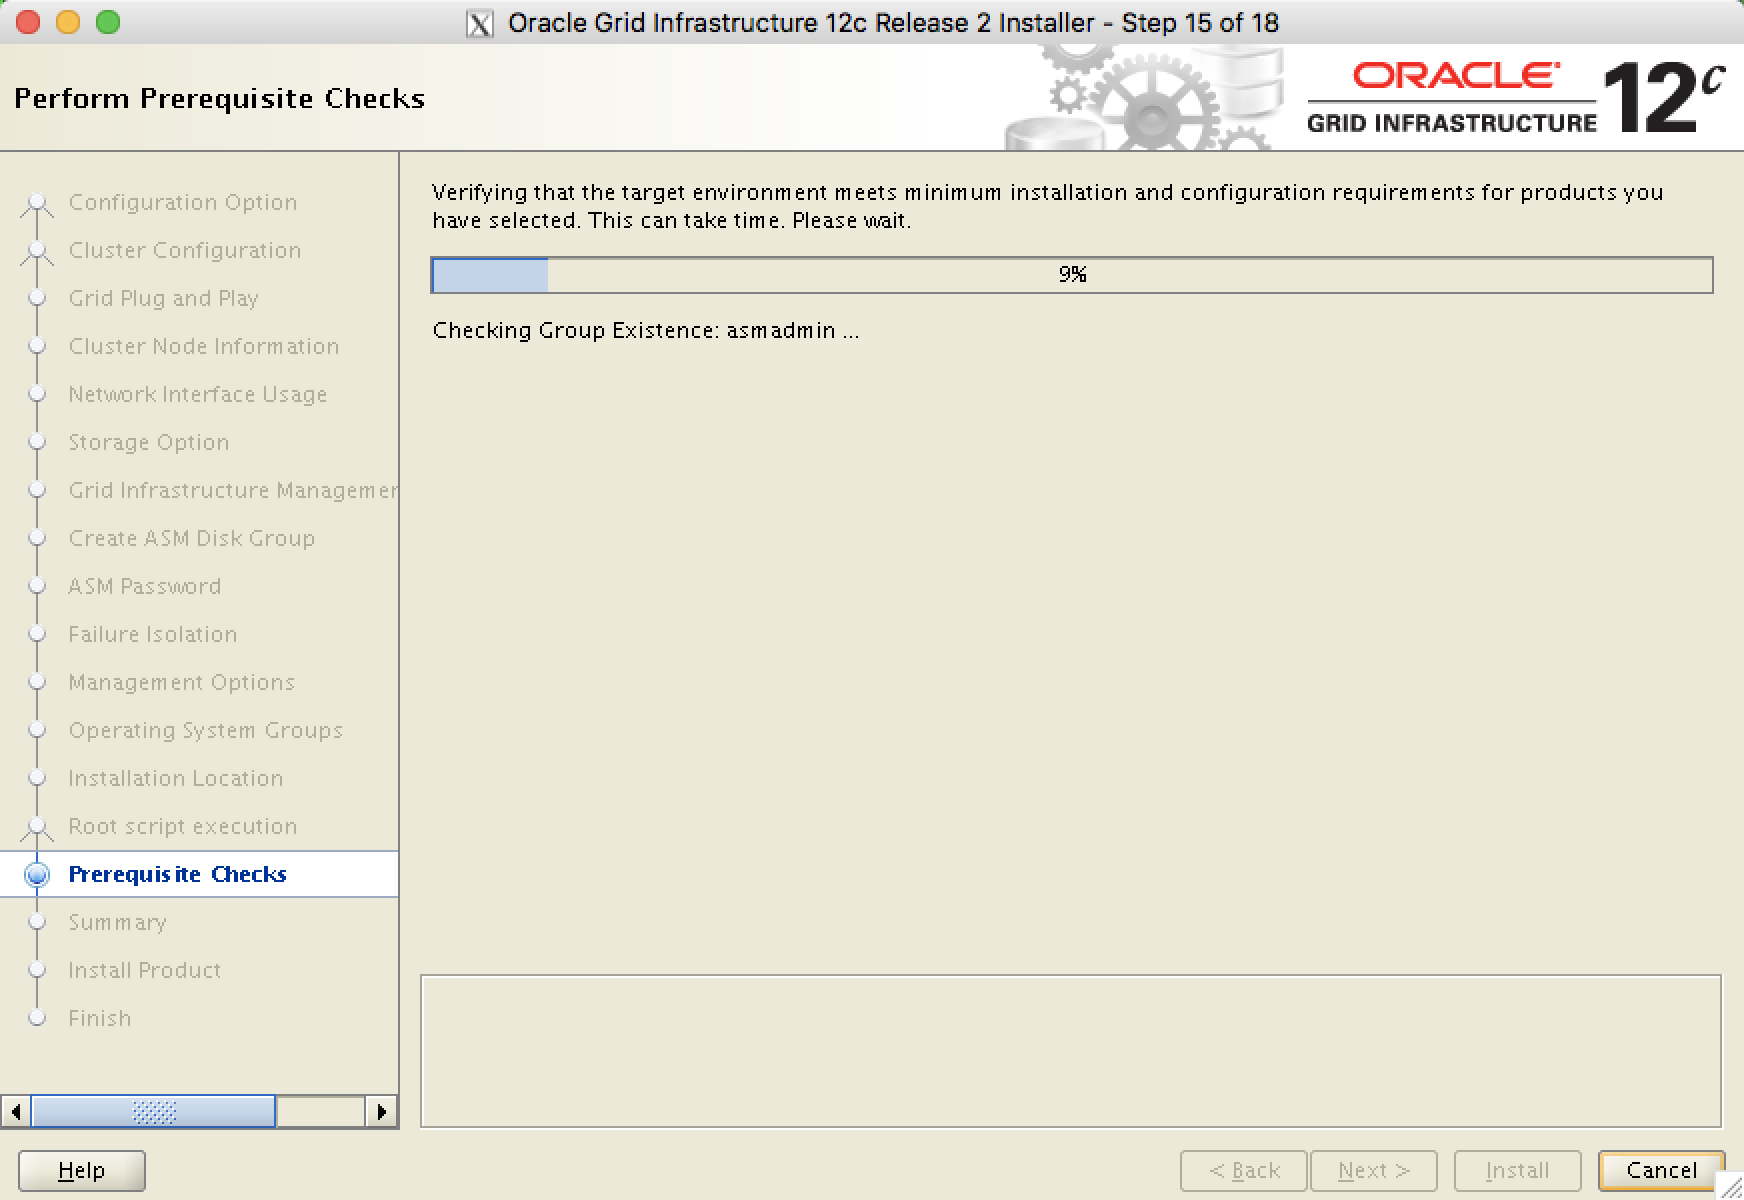 Oracle Grid Infrastructure 12c Release 2 Installer - Step 15 of 18
Perform Prerequisite Checks
ORACLE
GRID INFRASTRUCTURE
12c
Configuration Option
Cluster Configuration
Grid Plug and Play
Cluster Node Information
Network Interface Usage
Storage Option
Grid Infrastructure Managemer
Create ASM Disk Group
ASM Password
Failure Isolation
Management Options
Operating System Groups
Installation Location
Root script execution
Prerequisite Checks
Summary
Install Product
Finish
Verifying that the target environment meets minimum installation and configuration requirements for products you
have selected. This can take time. Please wait.
9%
Checking Group Existence: asmadmin ...
Help
< Back
Next >
Install
Cancel